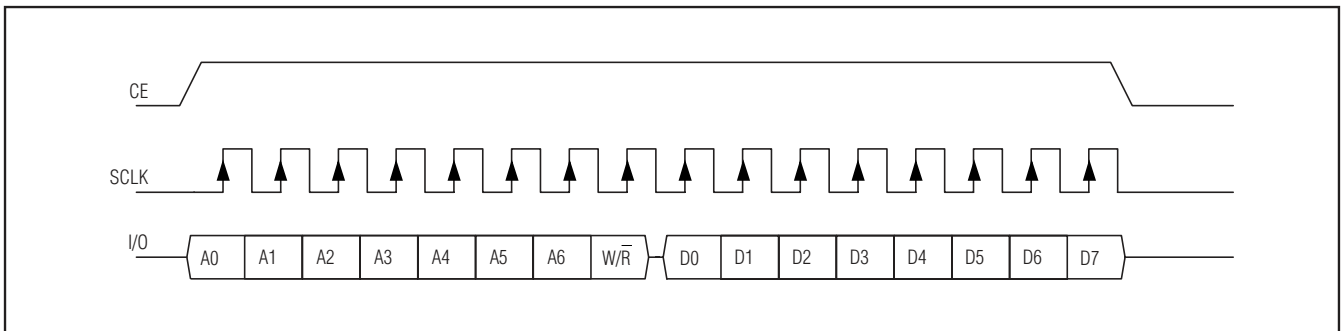 CE
SCLK
I/O
A0 A1 A2 A3 A4 A5 A6 W/R̅ D0 D1 D2 D3 D4 D5 D6 D7